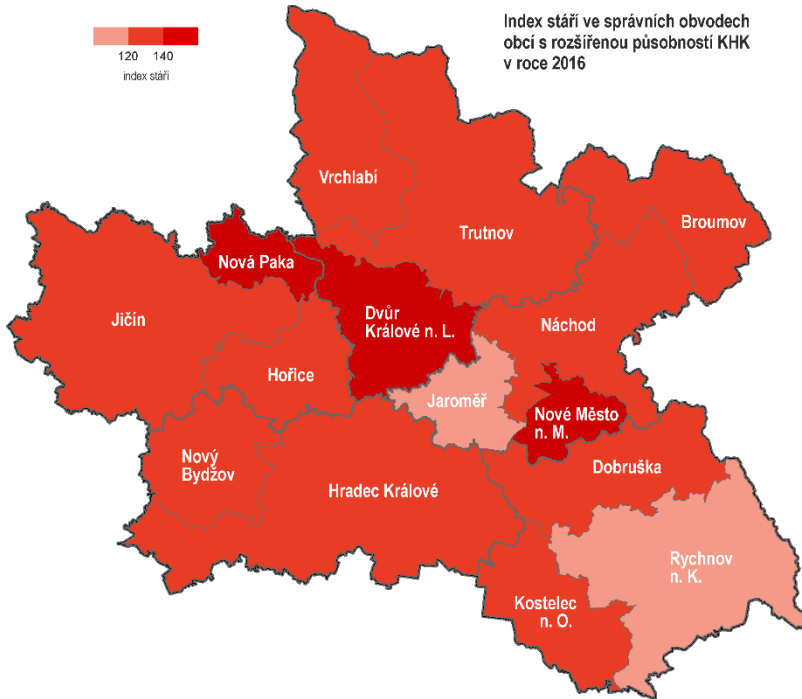 Index stáří ve správních obvodech
obcí s rozšířenou působností KHK
v roce 2016
120 140
index stáří
Vrchlabí
Trutnov
Broumov
Nová Paka
Jičín
Dvůr
Králové n. L.
Náchod
Hořice
Jaroměř
Nové Město
n. M.
Nový
Bydžov
Hradec Králové
Dobruška
Rychnov
n. K.
Kostelec
n. O.